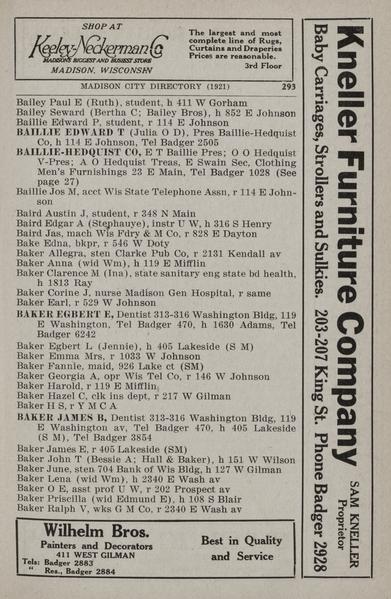 SHOP AT
Keeley-Neckerman Co
MADISON'S BIGGEST AND BUSIEST STORE
MADISON, WISCONSIN
The largest and most
complete line of Rugs,
Curtains and Draperies
Prices are reasonable.
3rd Floor
MADISON CITY DIRECTORY (1921) 293
Bailey Paul E (Ruth), student, h 411 W Gorham
Bailey Seward (Bertha C; Bailey Bros), h 852 E Johnson
Baillie Edward P, student, r 114 E Johnson
BAILLIE EDWARD T (Julia O D), Pres Baillie-Hedquist
Co, h 114 E Johnson, Tel Badger 2505
BAILLIE-HEDQUIST CO, E T Baillie Pres; O O Hedquist
V-Pres; A O Hedquist Treas, E Swain Sec, Clothing
Men's Furnishings 23 E Main, Tel Badger 1028 (See
page 27)
Baillie Jos M, acct Wis State Telephone Assn, r 114 E John-
son
Baird Austin J, student, r 348 N Main
Baird Edgar A (Stephauye), instr U W, h 316 S Henry
Baird Jas, mach Wis Fdry & M Co, r 828 E Dayton
Bake Edna, bkpr, r 546 W Doty
Baker Allegra, sten Clarke Pub Co, r 2131 Kendall av
Baker Anna (wid Wm), h 119 E Mifflin
Baker Clarence M (Ina), state sanitary eng state bd health,
h 1813 Ray
Baker Corine J, nurse Madison Gen Hospital, r same
Baker Earl, r 529 W Johnson
BAKER EGBERT E, Dentist 313-316 Washington Bldg, 119
E Washington, Tel Badger 470, h 1630 Adams, Tel
Badger 6242
Baker Egbert L (Jennie), h 405 Lakeside (S M)
Baker Emma Mrs, r 1033 W Johnson
Baker Fannie, maid, 926 Lake ct (SM)
Baker Georgia A, opr Wis Tel Co, r 146 W Johnson
Baker Harold, r 119 E Mifflin
Baker Hazel C, clk ins dept, r 217 W Gilman
Baker H S, r Y M C A
BAKER JAMES R, Dentist 313-316 Washington Bldg, 119
E Washington av, Tel Badger 470, h 405 Lakeside
(S M), Tel Badger 3854
Baker James E, r 405 Lakeside (SM)
Baker John T (Bessie A; Hall & Baker), h 151 W Wilson
Baker June, sten 704 Bank of Wis Bldg, h 127 W Gilman
Baker Lena (wid Wm), h 2340 E Wash av
Baker O E, asst prof U W, r 202 Prospect av
Baker Priscilla (wid Edmund E), h 108 S Blair
Baker Ralph V, wks G M Co, r 2340 E Wash av
Wilhelm Bros.
Painters and Decorators
411 WEST GILMAN
Tels: Badger 2883
" Res., Badger 2884
Best in Quality
and Service
Kneller Furniture Company
SAM KNELLER
Proprietor
Baby Carriages, Strollers and Sulkies. 203-207 King St. Phone Badger 2928